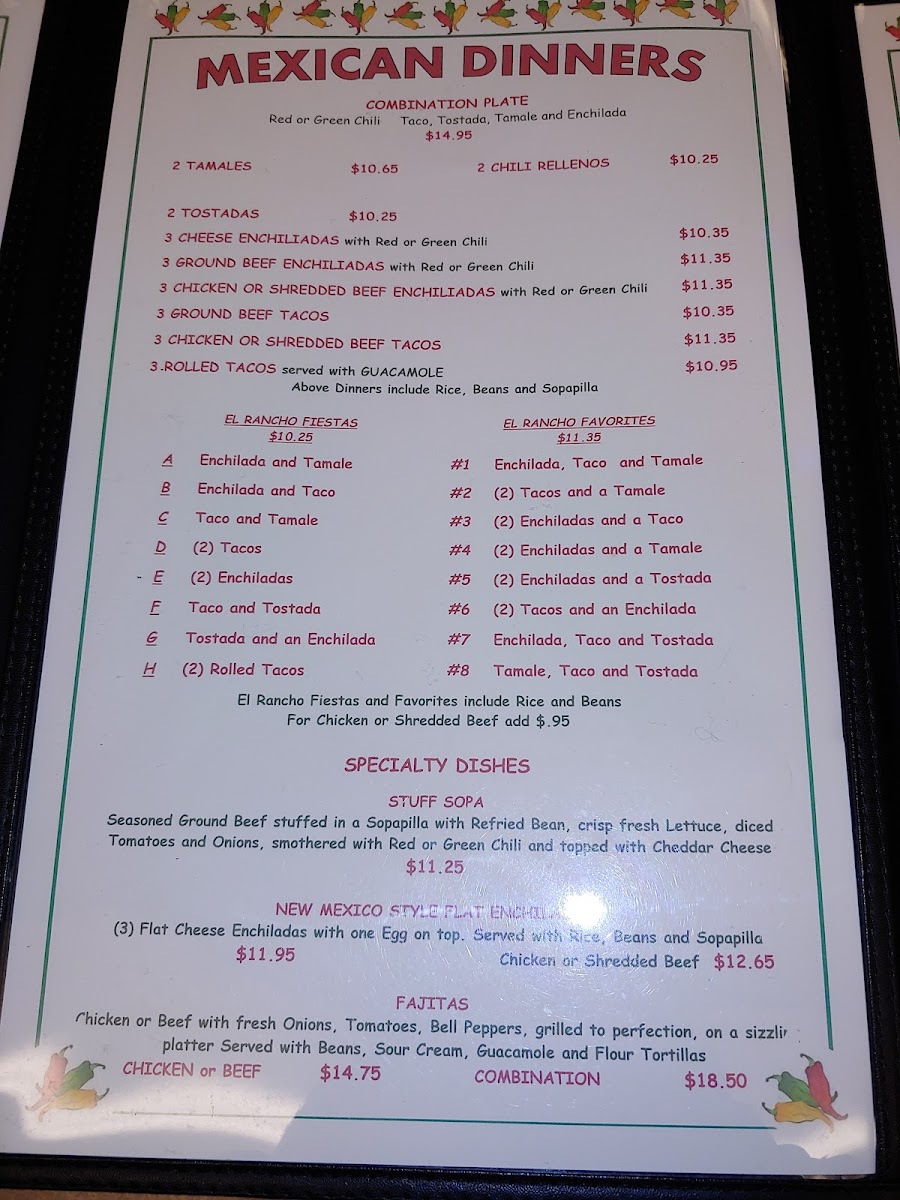 MEXICAN DINNERS
COMBINATION PLATE
Red or Green Chili Taco, Tostada, Tamale and Enchilada
$14.95
2 TAMALES $10.65 2 CHILI RELLENOS $10.25
2 TOSTADAS $10.25
3 CHEESE ENCHILIADAS with Red or Green Chili $10.35
3 GROUND BEEF ENCHILIADAS with Red or Green Chili $11.35
3 CHICKEN OR SHREDDED BEEF ENCHILIADAS with Red or Green Chili $11.35
3 GROUND BEEF TACOS $10.35
3 CHICKEN OR SHREDDED BEEF TACOS $11.35
3 ROLLED TACOS served with GUACAMOLE $10.95
Above Dinners include Rice, Beans and Sopapilla
EL RANCHO FIESTAS
$10.25
A Enchilada and Tamale
B Enchilada and Taco
C Taco and Tamale
D (2) Tacos
E (2) Enchiladas
F Taco and Tostada
G Tostada and an Enchilada
H (2) Rolled Tacos
EL RANCHO FAVORITES
$11.35
#1 Enchilada, Taco and Tamale
#2 (2) Tacos and a Tamale
#3 (2) Enchiladas and a Taco
#4 (2) Enchiladas and a Tamale
#5 (2) Enchiladas and a Tostada
#6 (2) Tacos and an Enchilada
#7 Enchilada, Taco and Tostada
#8 Tamale, Taco and Tostada
El Rancho Fiestas and Favorites include Rice and Beans
For Chicken or Shredded Beef add $.95
SPECIALTY DISHES
STUFF SOPA
Seasoned Ground Beef stuffed in a Sopapilla with Refried Bean, crisp fresh Lettuce, diced
Tomatoes and Onions, smothered with Red or Green Chili and topped with Cheddar Cheese
$11.25
NEW MEXICO STYLE FLAT
(3) Flat Cheese Enchiladas with one Egg on top. Served with Rice, Beans and Sopapilla
$11.95 Chicken or Shredded Beef $12.65
FAJITAS
Chicken or Beef with fresh Onions, Tomatoes, Bell Peppers, grilled to perfection, on a
platter Served with Beans, Sour Cream, Guacamole and Flour Tortillas
CHICKEN or BEEF $14.75 COMBINATION $18.50